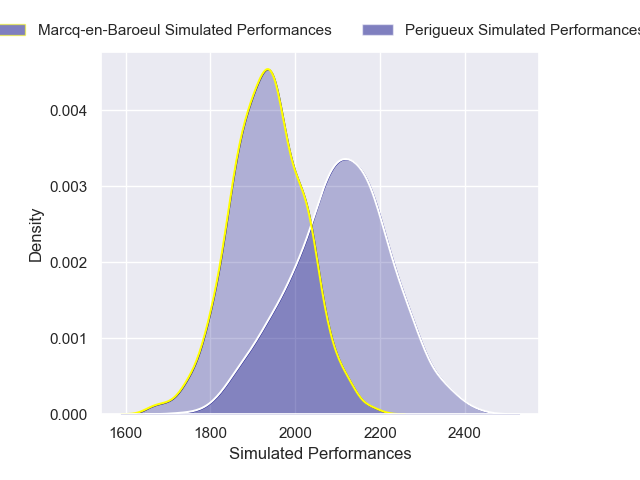 Marcq-en-Baroeul Simulated Performances Perigueux Simulated Performances
0.004
0.003
0.002
0.001
0.000
Density
1600 1800 2000 2200 2400
Simulated Performances